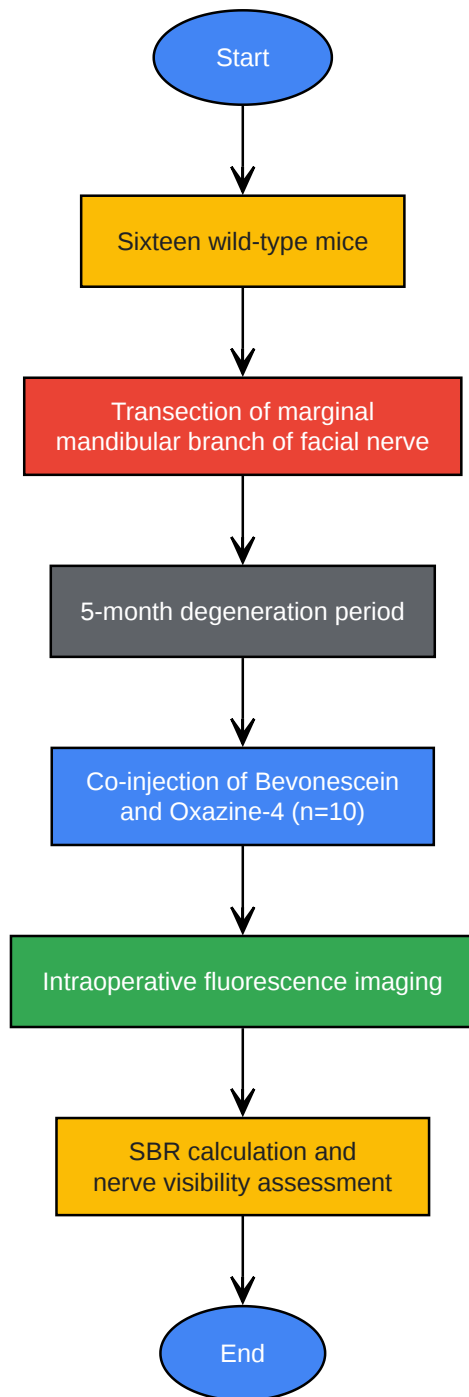 Start
Sixteen wild-type mice
Transection of marginal
mandibular branch of facial nerve
5-month degeneration period
Co-injection of Bevonescein
and Oxazine-4 (n=10)
Intraoperative fluorescence imaging
SBR calculation and
nerve visibility assessment
End